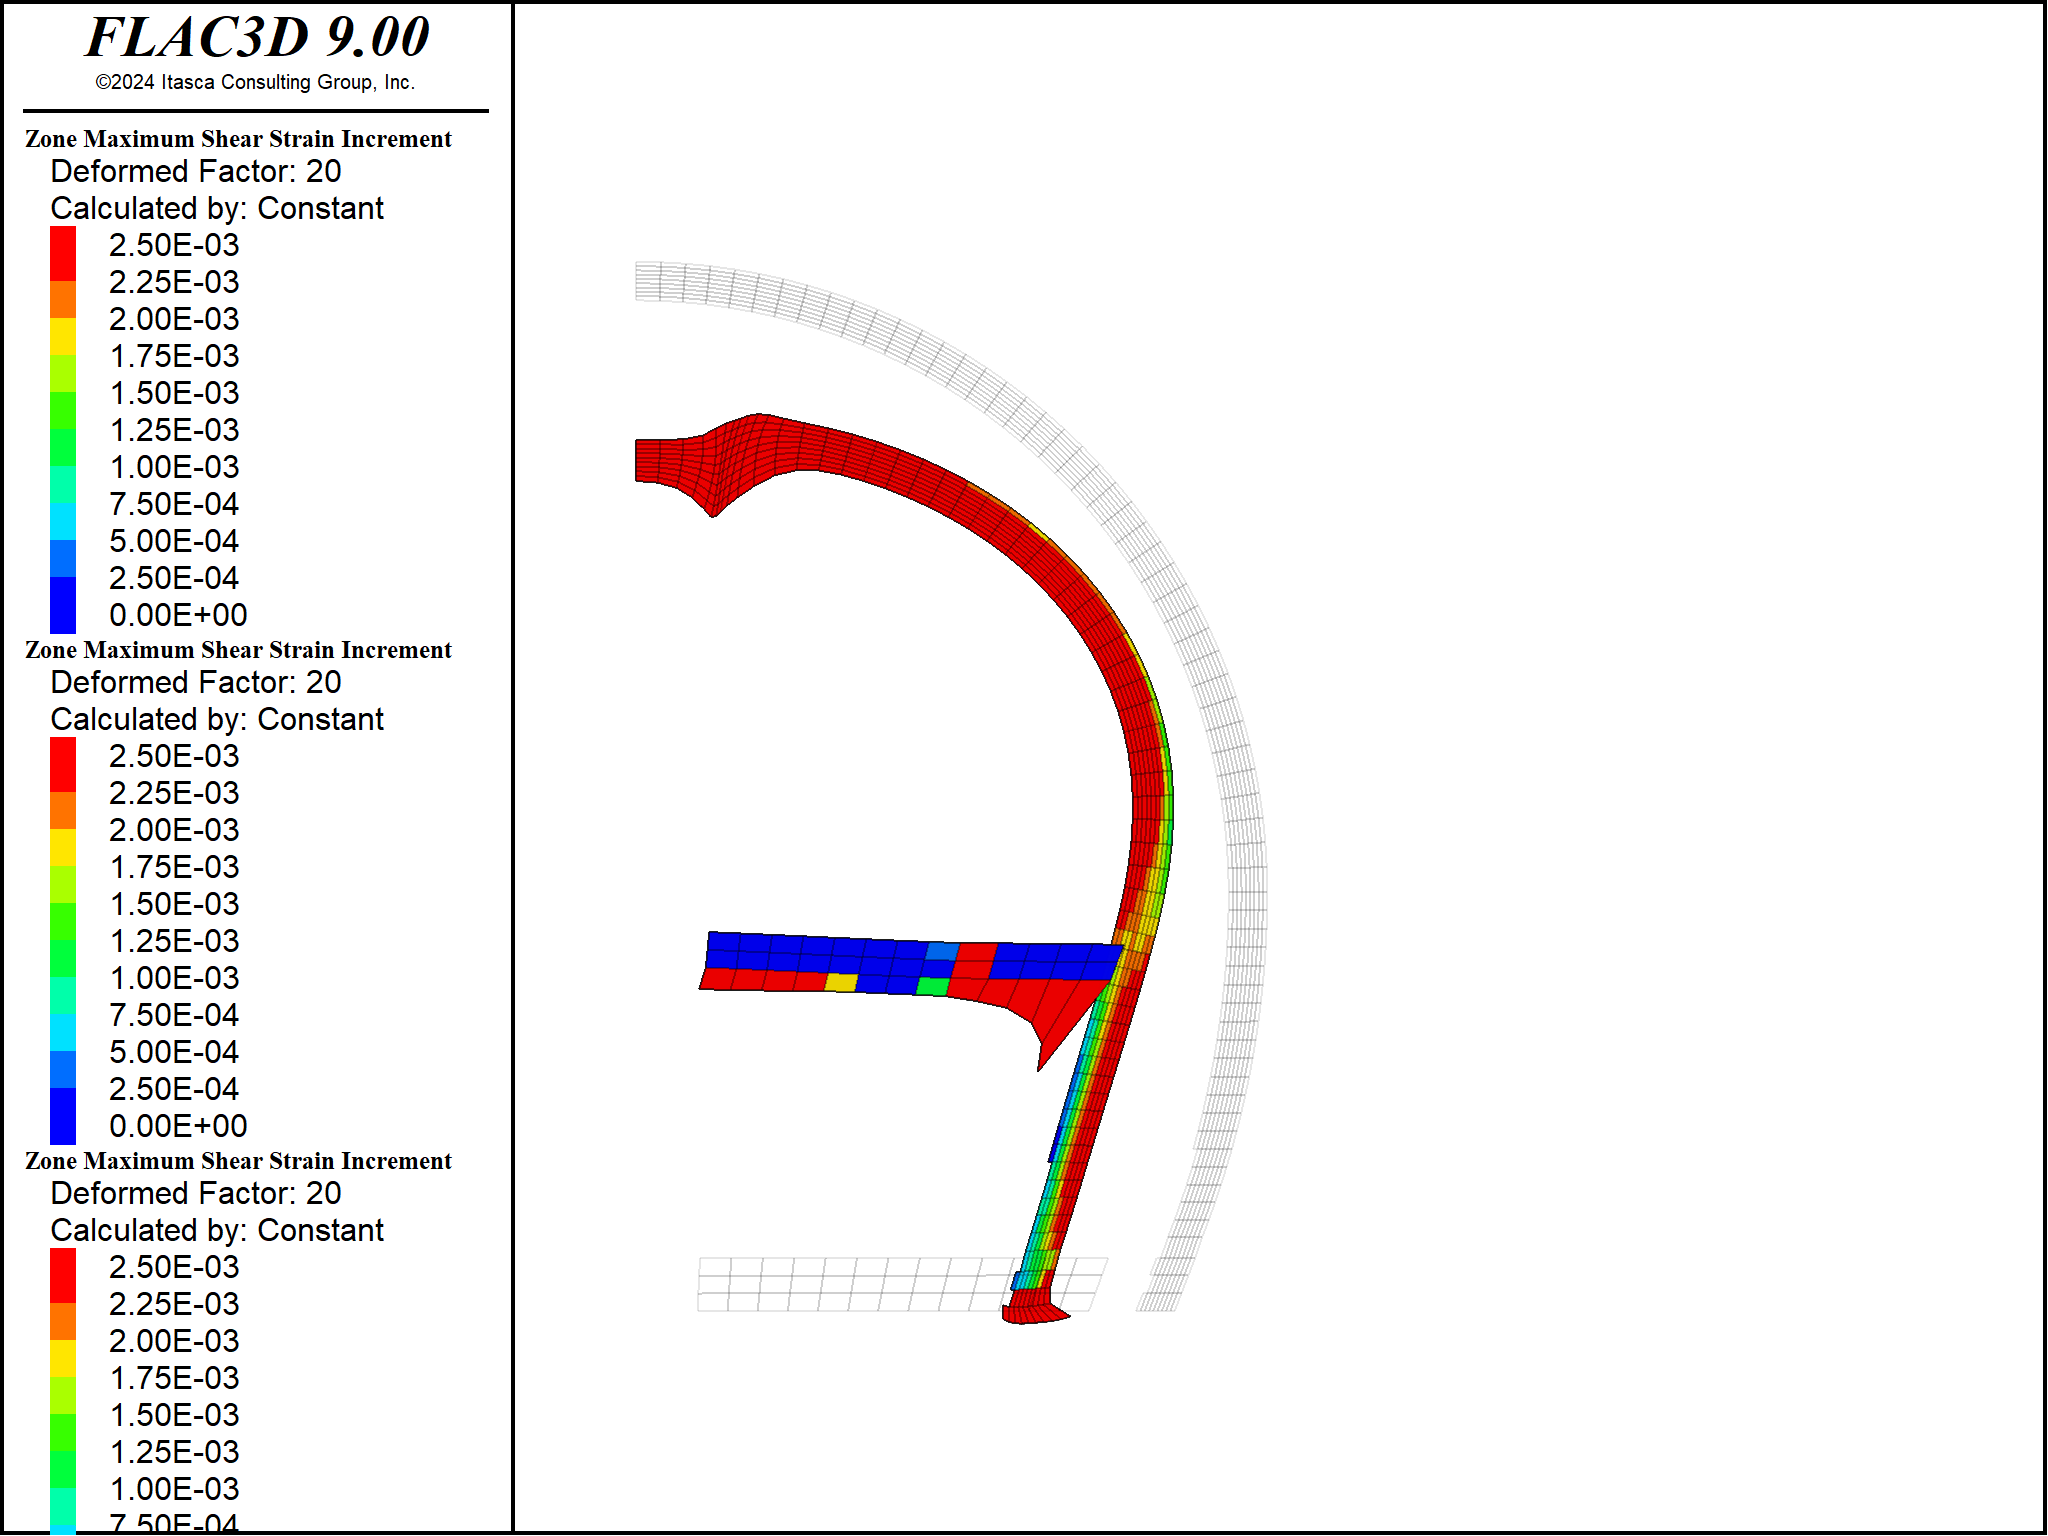 FLAC3D 9.00
©2024 Itasca Consulting Group, Inc.
Zone Maximum Shear Strain Increment
Deformed Factor: 20
Calculated by: Constant
2.50E-03
2.25E-03
2.00E-03
1.75E-03
1.50E-03
1.25E-03
1.00E-03
7.50E-04
5.00E-04
2.50E-04
0.00E+00
Zone Maximum Shear Strain Increment
Deformed Factor: 20
Calculated by: Constant
2.50E-03
2.25E-03
2.00E-03
1.75E-03
1.50E-03
1.25E-03
1.00E-03
7.50E-04
5.00E-04
2.50E-04
0.00E+00
Zone Maximum Shear Strain Increment
Deformed Factor: 20
Calculated by: Constant
2.50E-03
2.25E-03
2.00E-03
1.75E-03
1.50E-03
1.25E-03
1.00E-03
7.50E-04